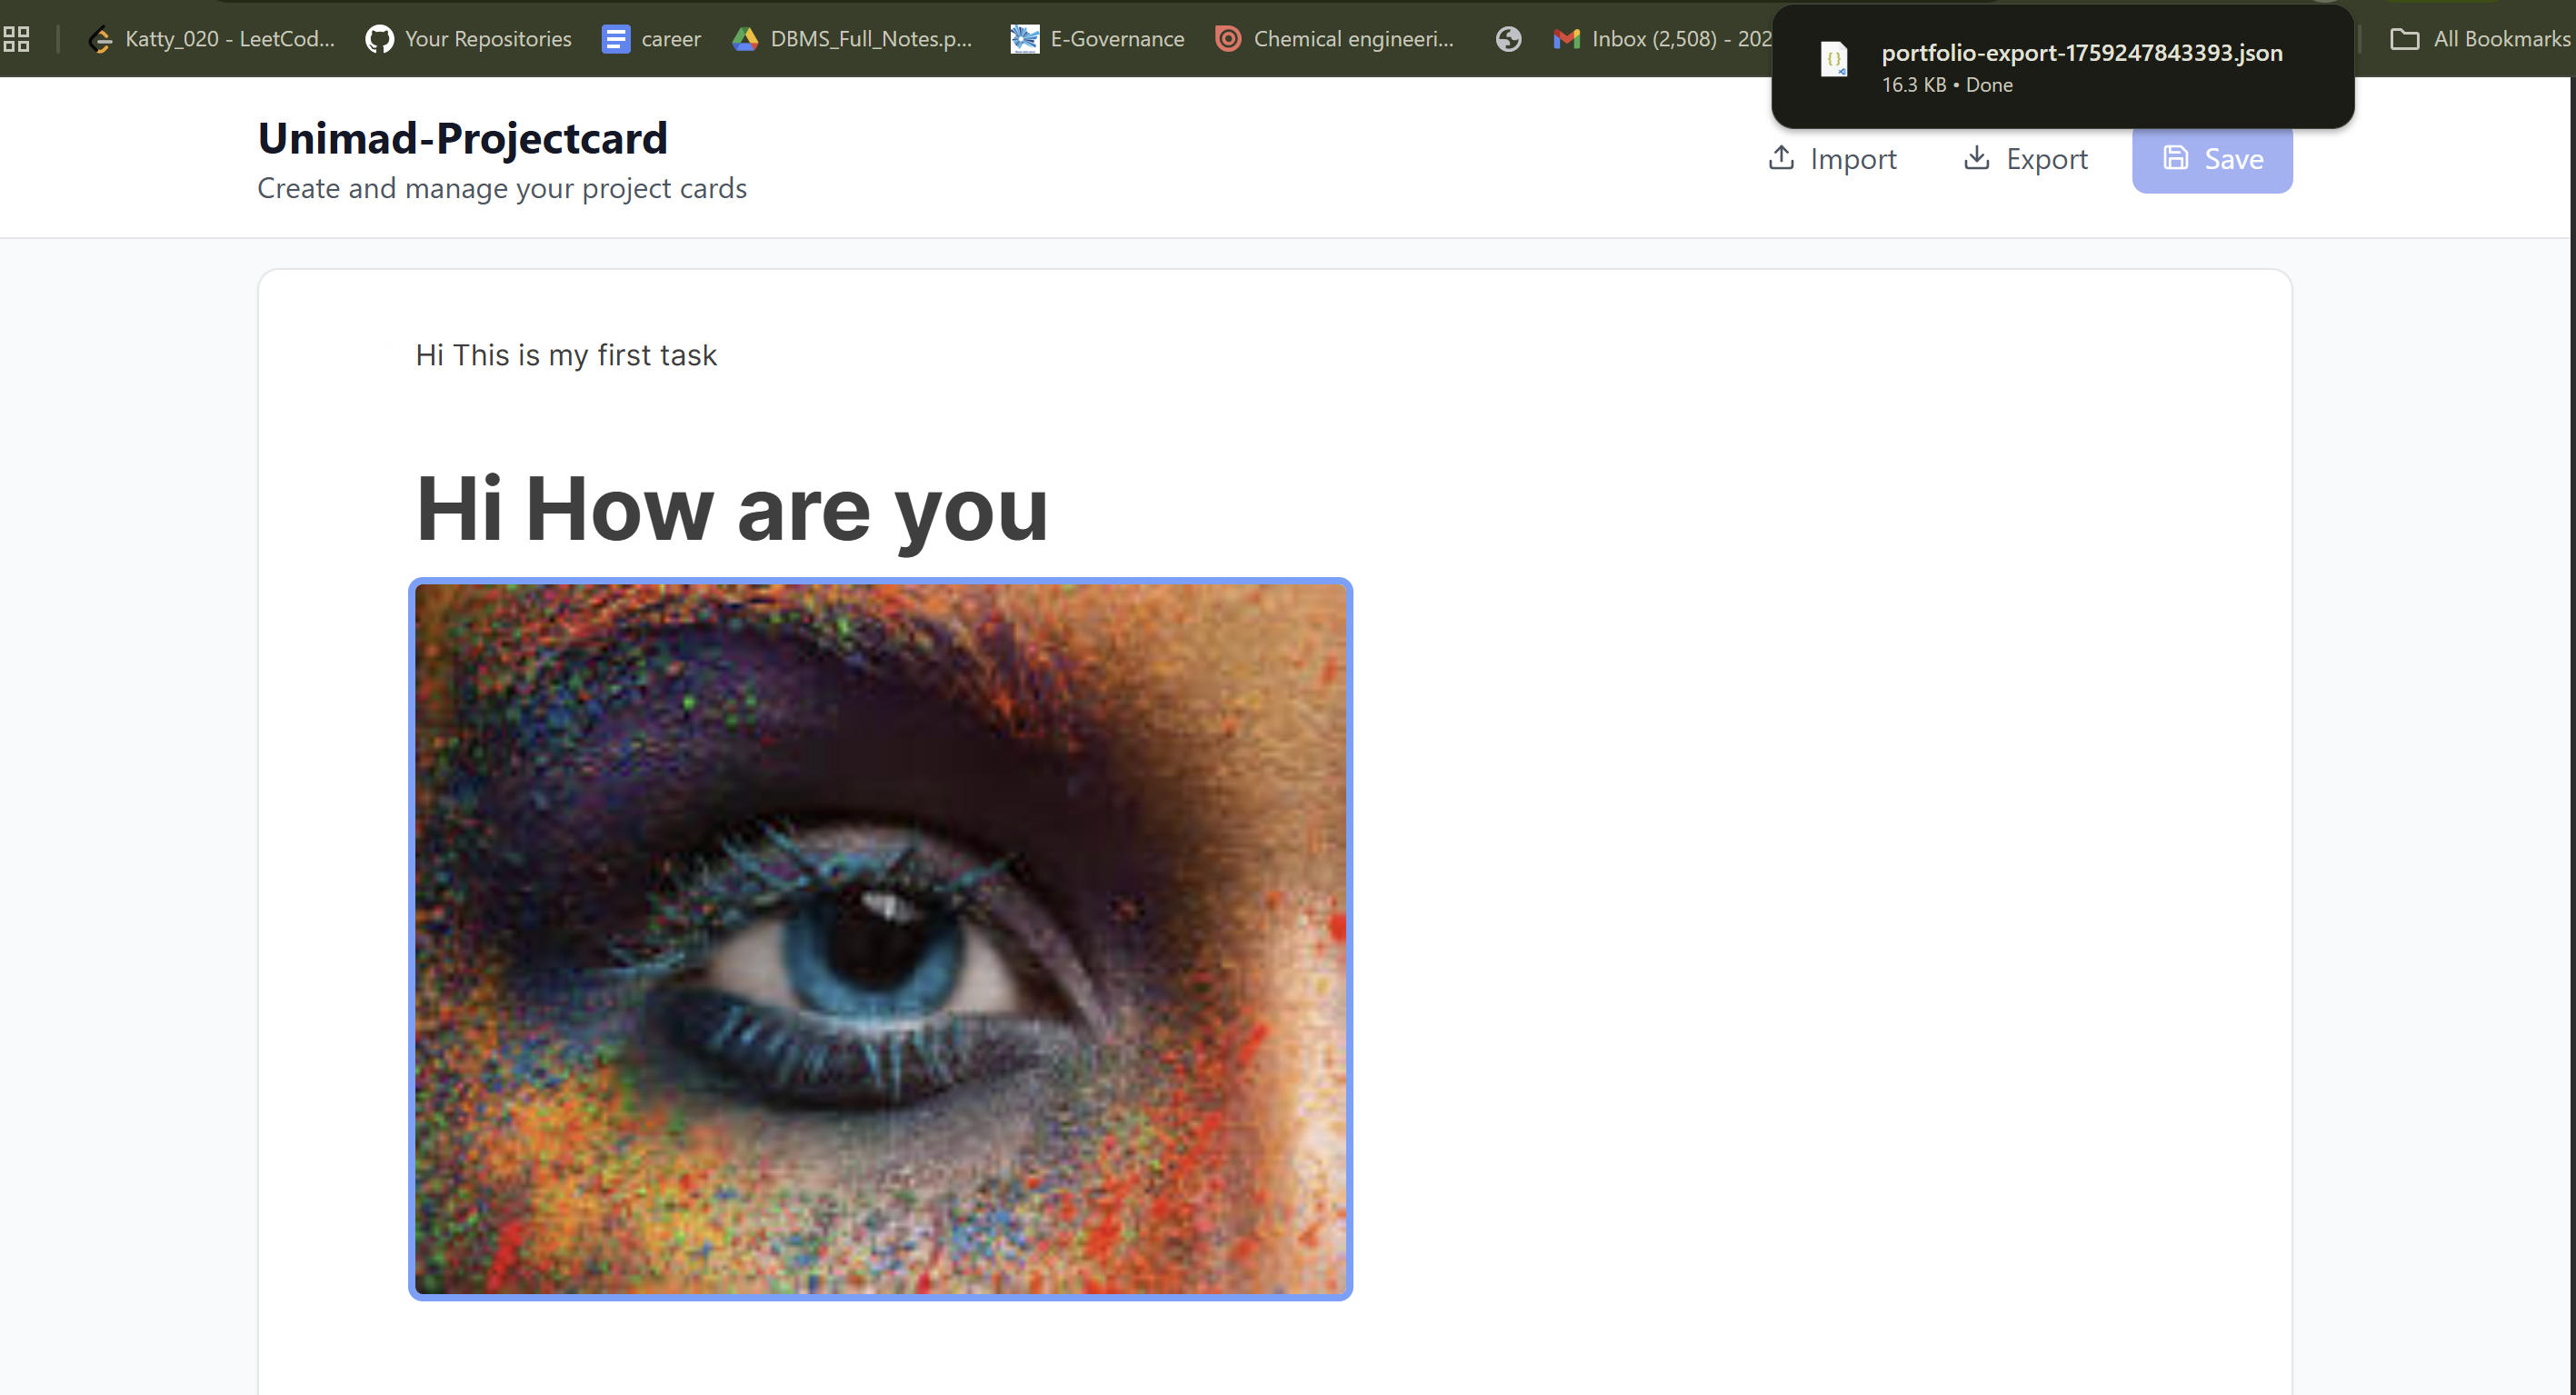 Katty_020 - LeetCod...
Your Repositories
career
DBMS_Full_Notes.p...
E-Governance
Chemical engineeri...
Inbox (2,508) - 202
All Bookmarks
portfolio-export-1759247843393.json
16.3 KB • Done
Unimad-Projectcard
Create and manage your project cards
Import
Export
Save
Hi This is my first task
Hi How are you